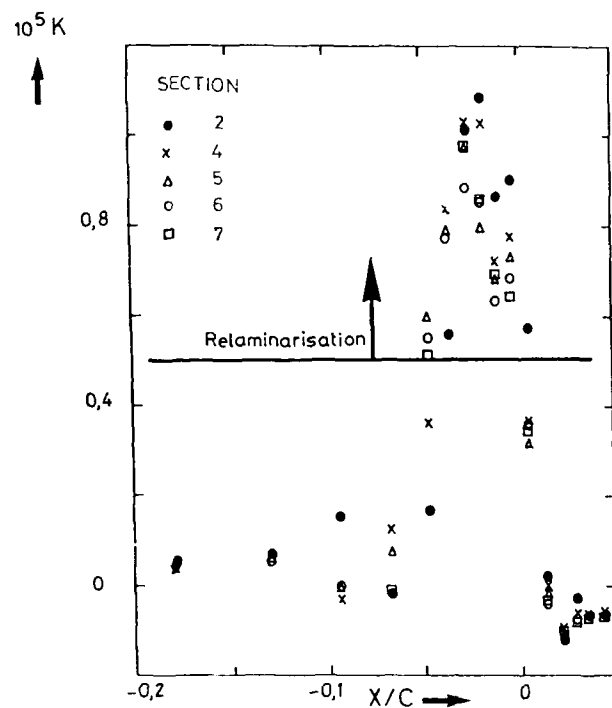 10⁵ K
SECTION
● 2
× 4
△ 5
○ 6
□ 7
0,8
Relaminarisation
0,4
0
-0,2
-0,1
0
X/C